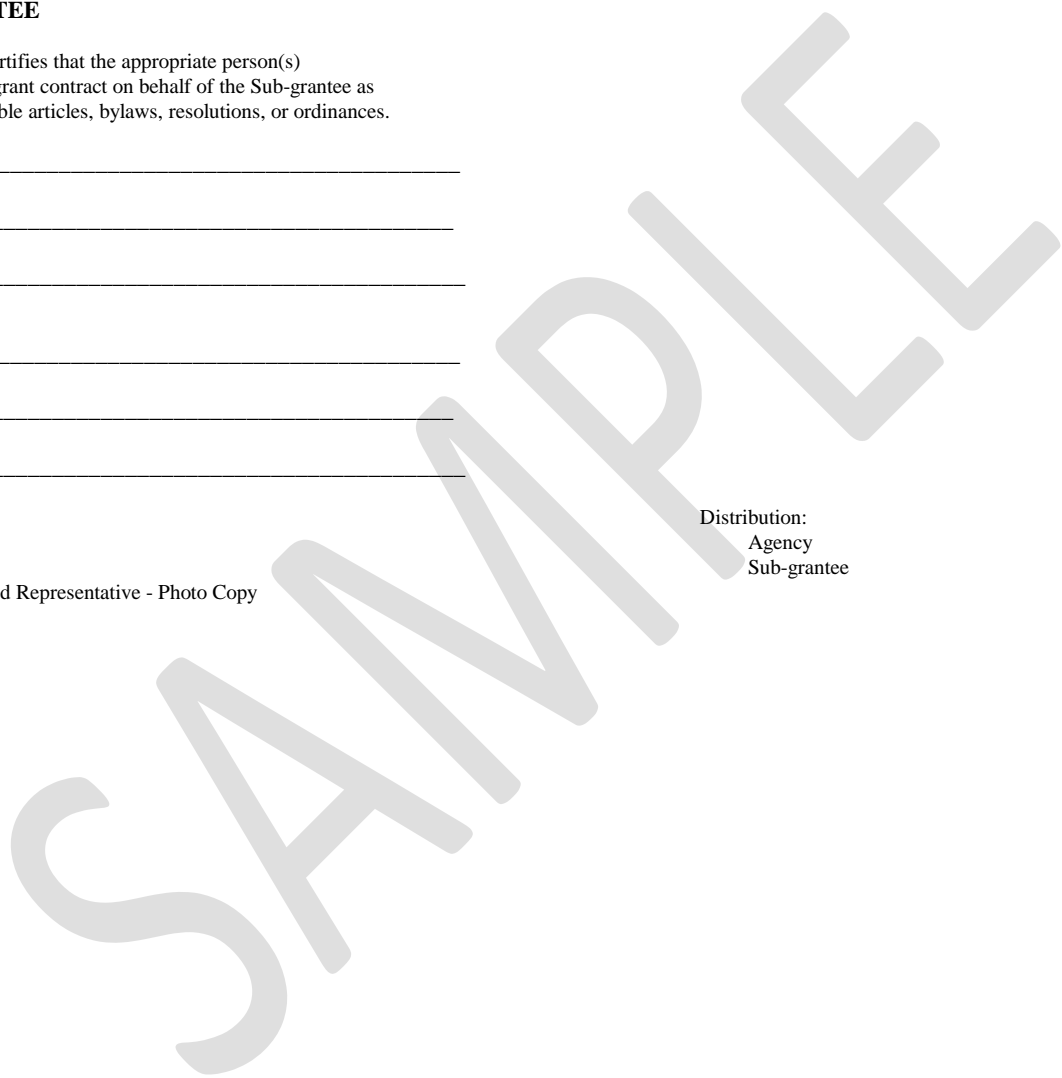 TEE
rtifies that the appropriate person(s)
grant contract on behalf of the Sub-grantee as
ble articles, bylaws, resolutions, or ordinances.
Distribution:
Agency
Sub-grantee
d Representative - Photo Copy
SAMPLE